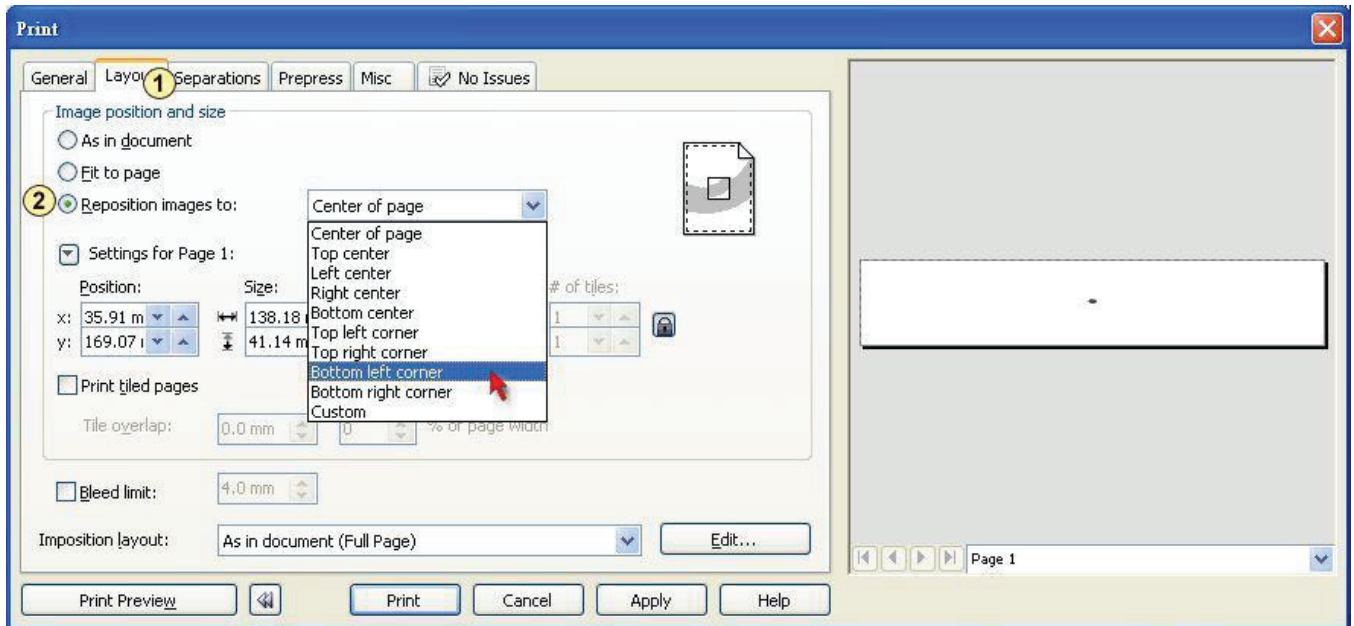 Print
General Layou 1 Separations Prepress Misc No Issues
Image position and size
As in document
Fit to page
2 Reposition images to: Center of page
Center of page
Top center
Left center
Right center
Bottom center
Top left corner
Top right corner
Bottom left corner
Bottom right corner
Custom
Settings for Page 1:
Position: Size: # of tiles:
x: 35.91 m 138.18 1
y: 169.07 41.14 m 1
Print tiled pages
Tile overlap: 0.0 mm 0 % of page width
Bleed limit: 4.0 mm
Imposition layout: As in document (Full Page) Edit...
Page 1
Print Preview Print Cancel Apply Help